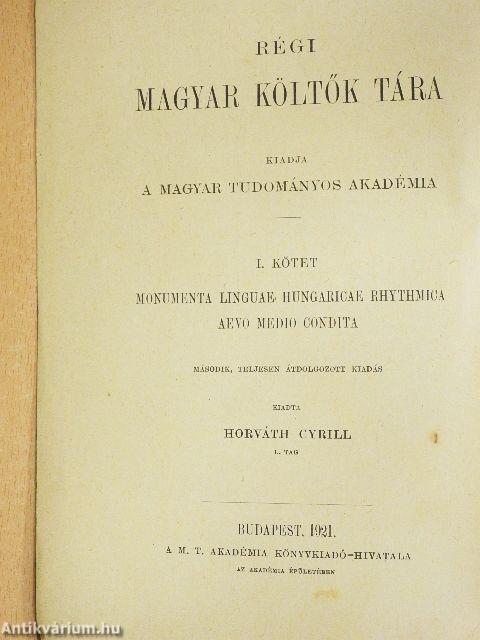 RÉGI
MAGYAR KÖLTŐK TÁRA
KIADJA
A MAGYAR TUDOMÁNYOS AKADÉMIA
I. KÖTET
MONUMENTA LINGUAE HUNGARICAE RHYTHMICA
AEVO MEDIO CONDITA
MÁSODIK, TELJESEN ÁTDOLGOZOTT KIADÁS
KIADTA
HORVÁTH CYRILL
L. TAG
BUDAPEST, 1921.
A M. T. AKADÉMIA KÖNYVKIADÓ-HIVATALA
AZ AKADÉMIA ÉPÜLETÉBEN
Antikvárium.hu